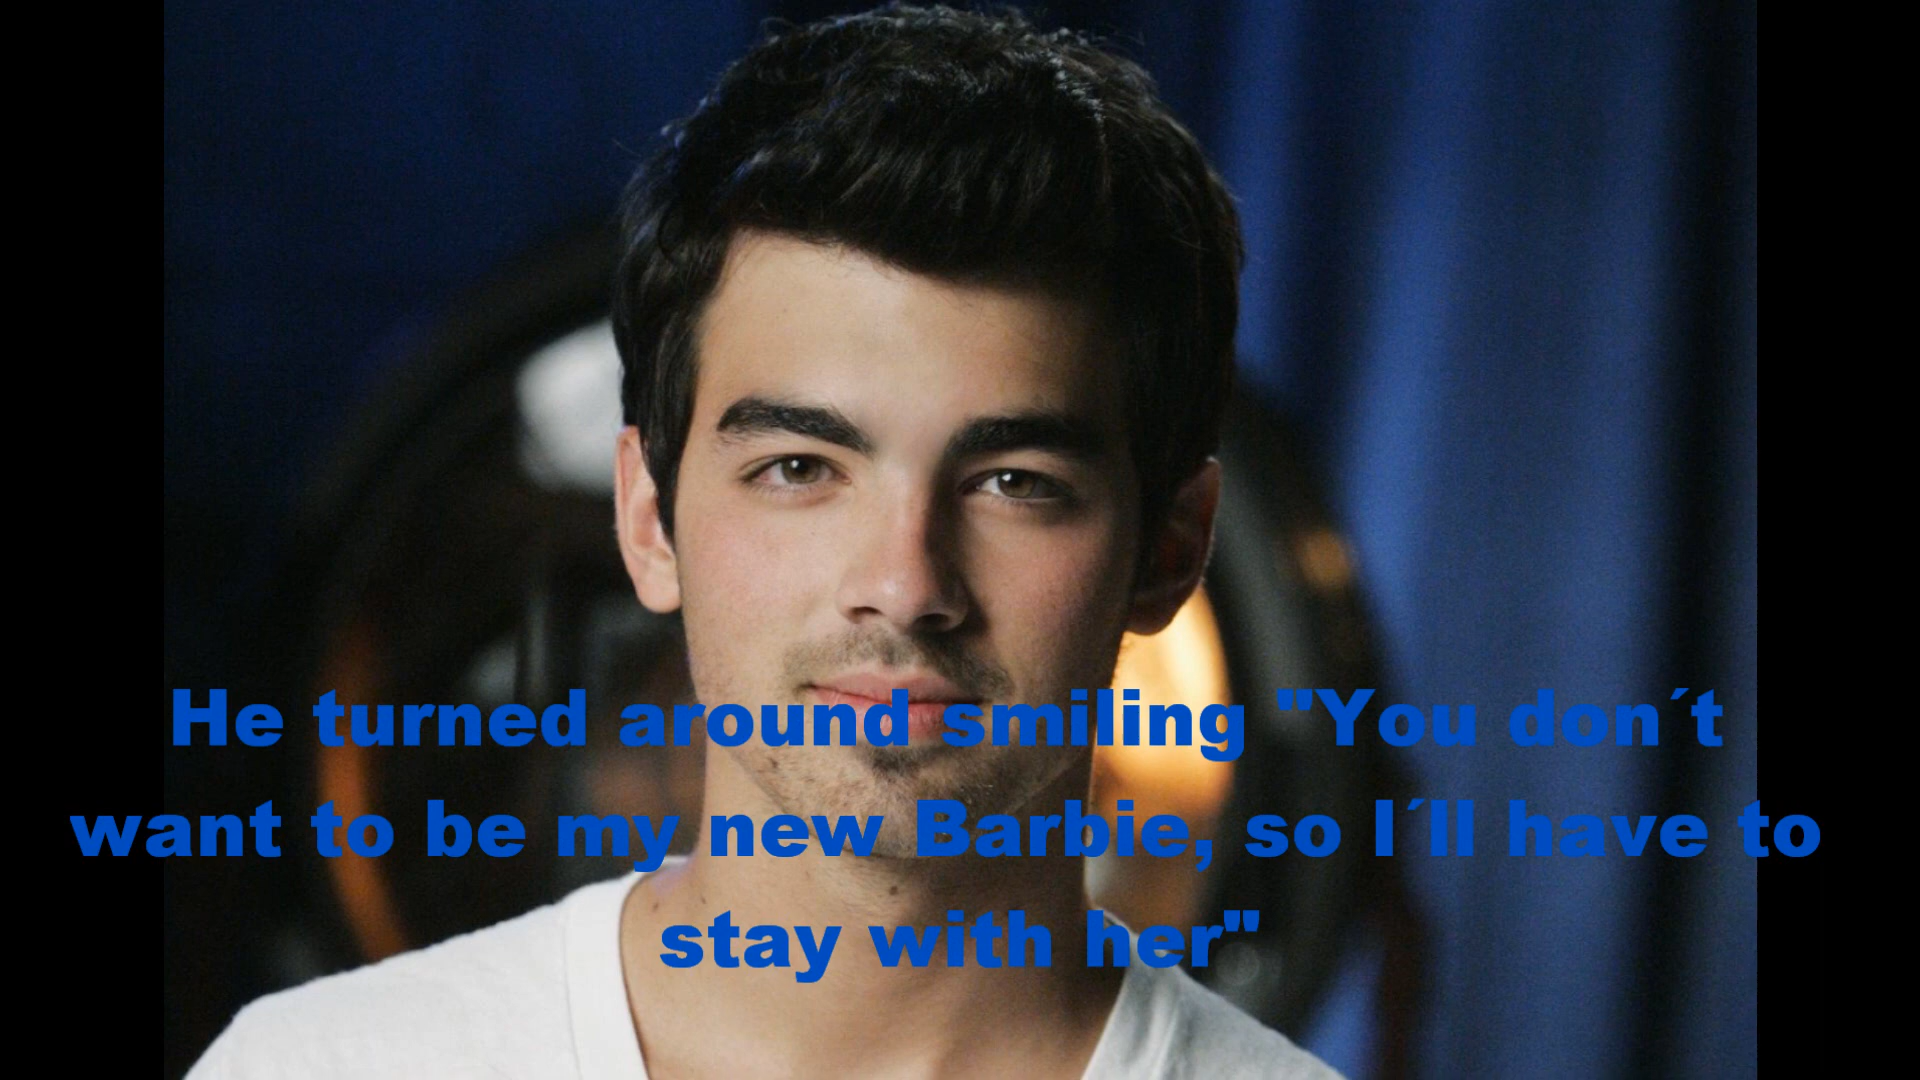 He turned around smiling "You don´t
want to be my new Barbie, so I´ll have to
stay with her"